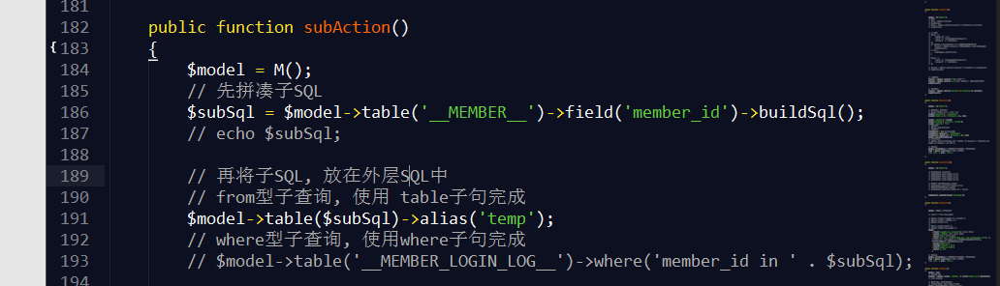 181
182 public function subAction()
183 {
184 $model = M();
185 // 先拼凑子SQL
186 $subSql = $model->table('__MEMBER__')->field('member_id')->buildSql();
187 // echo $subSql;
188
189 // 再将子SQL, 放在外层SQL中
190 // from型子查询, 使用 table子句完成
191 $model->table($subSql)->alias('temp');
192 // where型子查询, 使用where子句完成
193 // $model->table('__MEMBER_LOGIN_LOG__')->where('member_id in ' . $subSql);
194